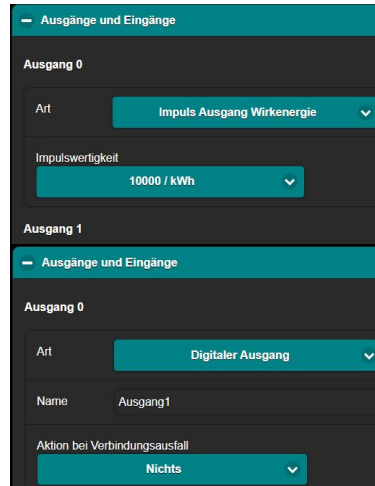 Ausgänge und Eingänge
Ausgang 0
Art
Impuls Ausgang Wirkenergie
Impulswertigkeit
10000 / kWh
Ausgang 1
Ausgänge und Eingänge
Ausgang 0
Art
Digitaler Ausgang
Name
Ausgang1
Aktion bei Verbindungsausfall
Nichts